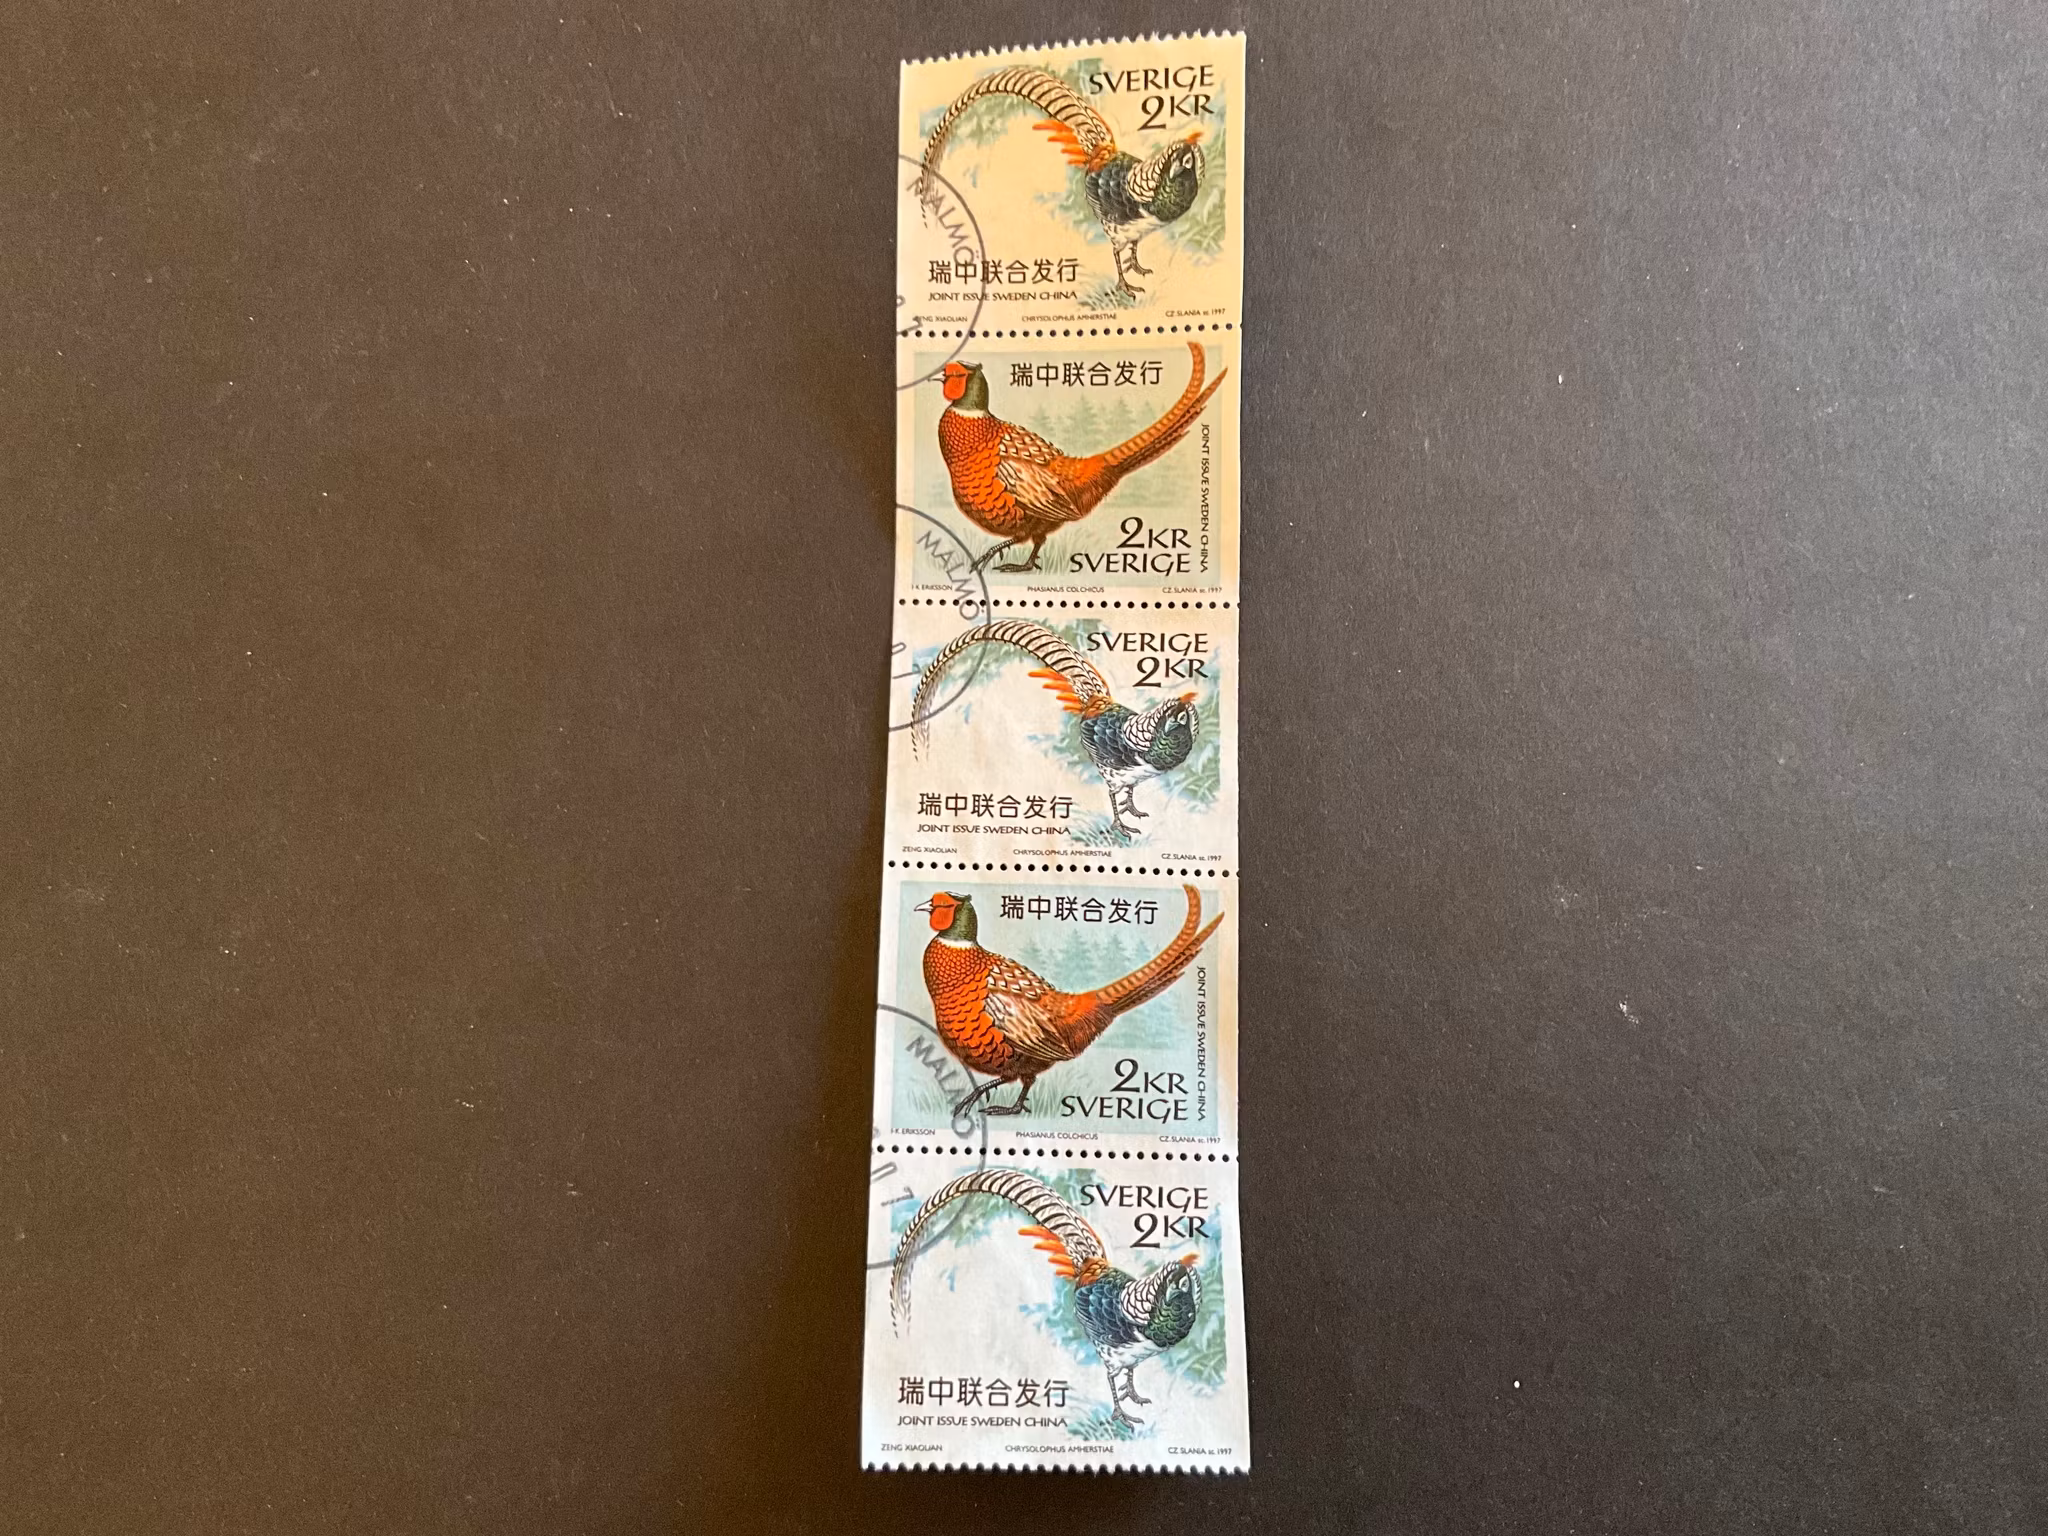 SVERIGE
2KR
MALMÖ
瑞中联合发行
JOINT ISSUE SWEDEN CHINA
ZENG XIAOLIAN CHRYSOLOPHUS AMHERSTIAE CZ.SLANIA sc. 1997
瑞中联合发行
JOINT ISSUE SWEDEN CHINA
2KR
SVERIGE
I-K ERIKSSON PHASIANUS COLCHICUS CZ.SLANIA sc. 1997
MALMÖ
SVERIGE
2KR
瑞中联合发行
JOINT ISSUE SWEDEN CHINA
ZENG XIAOLIAN CHRYSOLOPHUS AMHERSTIAE CZ.SLANIA sc. 1997
瑞中联合发行
JOINT ISSUE SWEDEN CHINA
2KR
SVERIGE
MALMÖ
I-K ERIKSSON PHASIANUS COLCHICUS CZ.SLANIA sc. 1997
SVERIGE
2KR
瑞中联合发行
JOINT ISSUE SWEDEN CHINA
ZENG XIAOLIAN CHRYSOLOPHUS AMHERSTIAE CZ.SLANIA sc. 1997